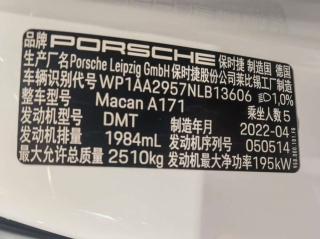 品牌 PORSCHE 保时捷 制造国 德国
生产厂名 Porsche Leipzig GmbH 保时捷股份公司莱比锡工厂制造
车辆识别代号 WP1AA2957NLB13606
整车型号 Macan A171 乘坐人数 5
发动机型号 DMT 制造年月 2022-04
发动机排量 1984mL 发动机序列号 050514
最大允许总质量 2510kg 发动机最大净功率 195kW